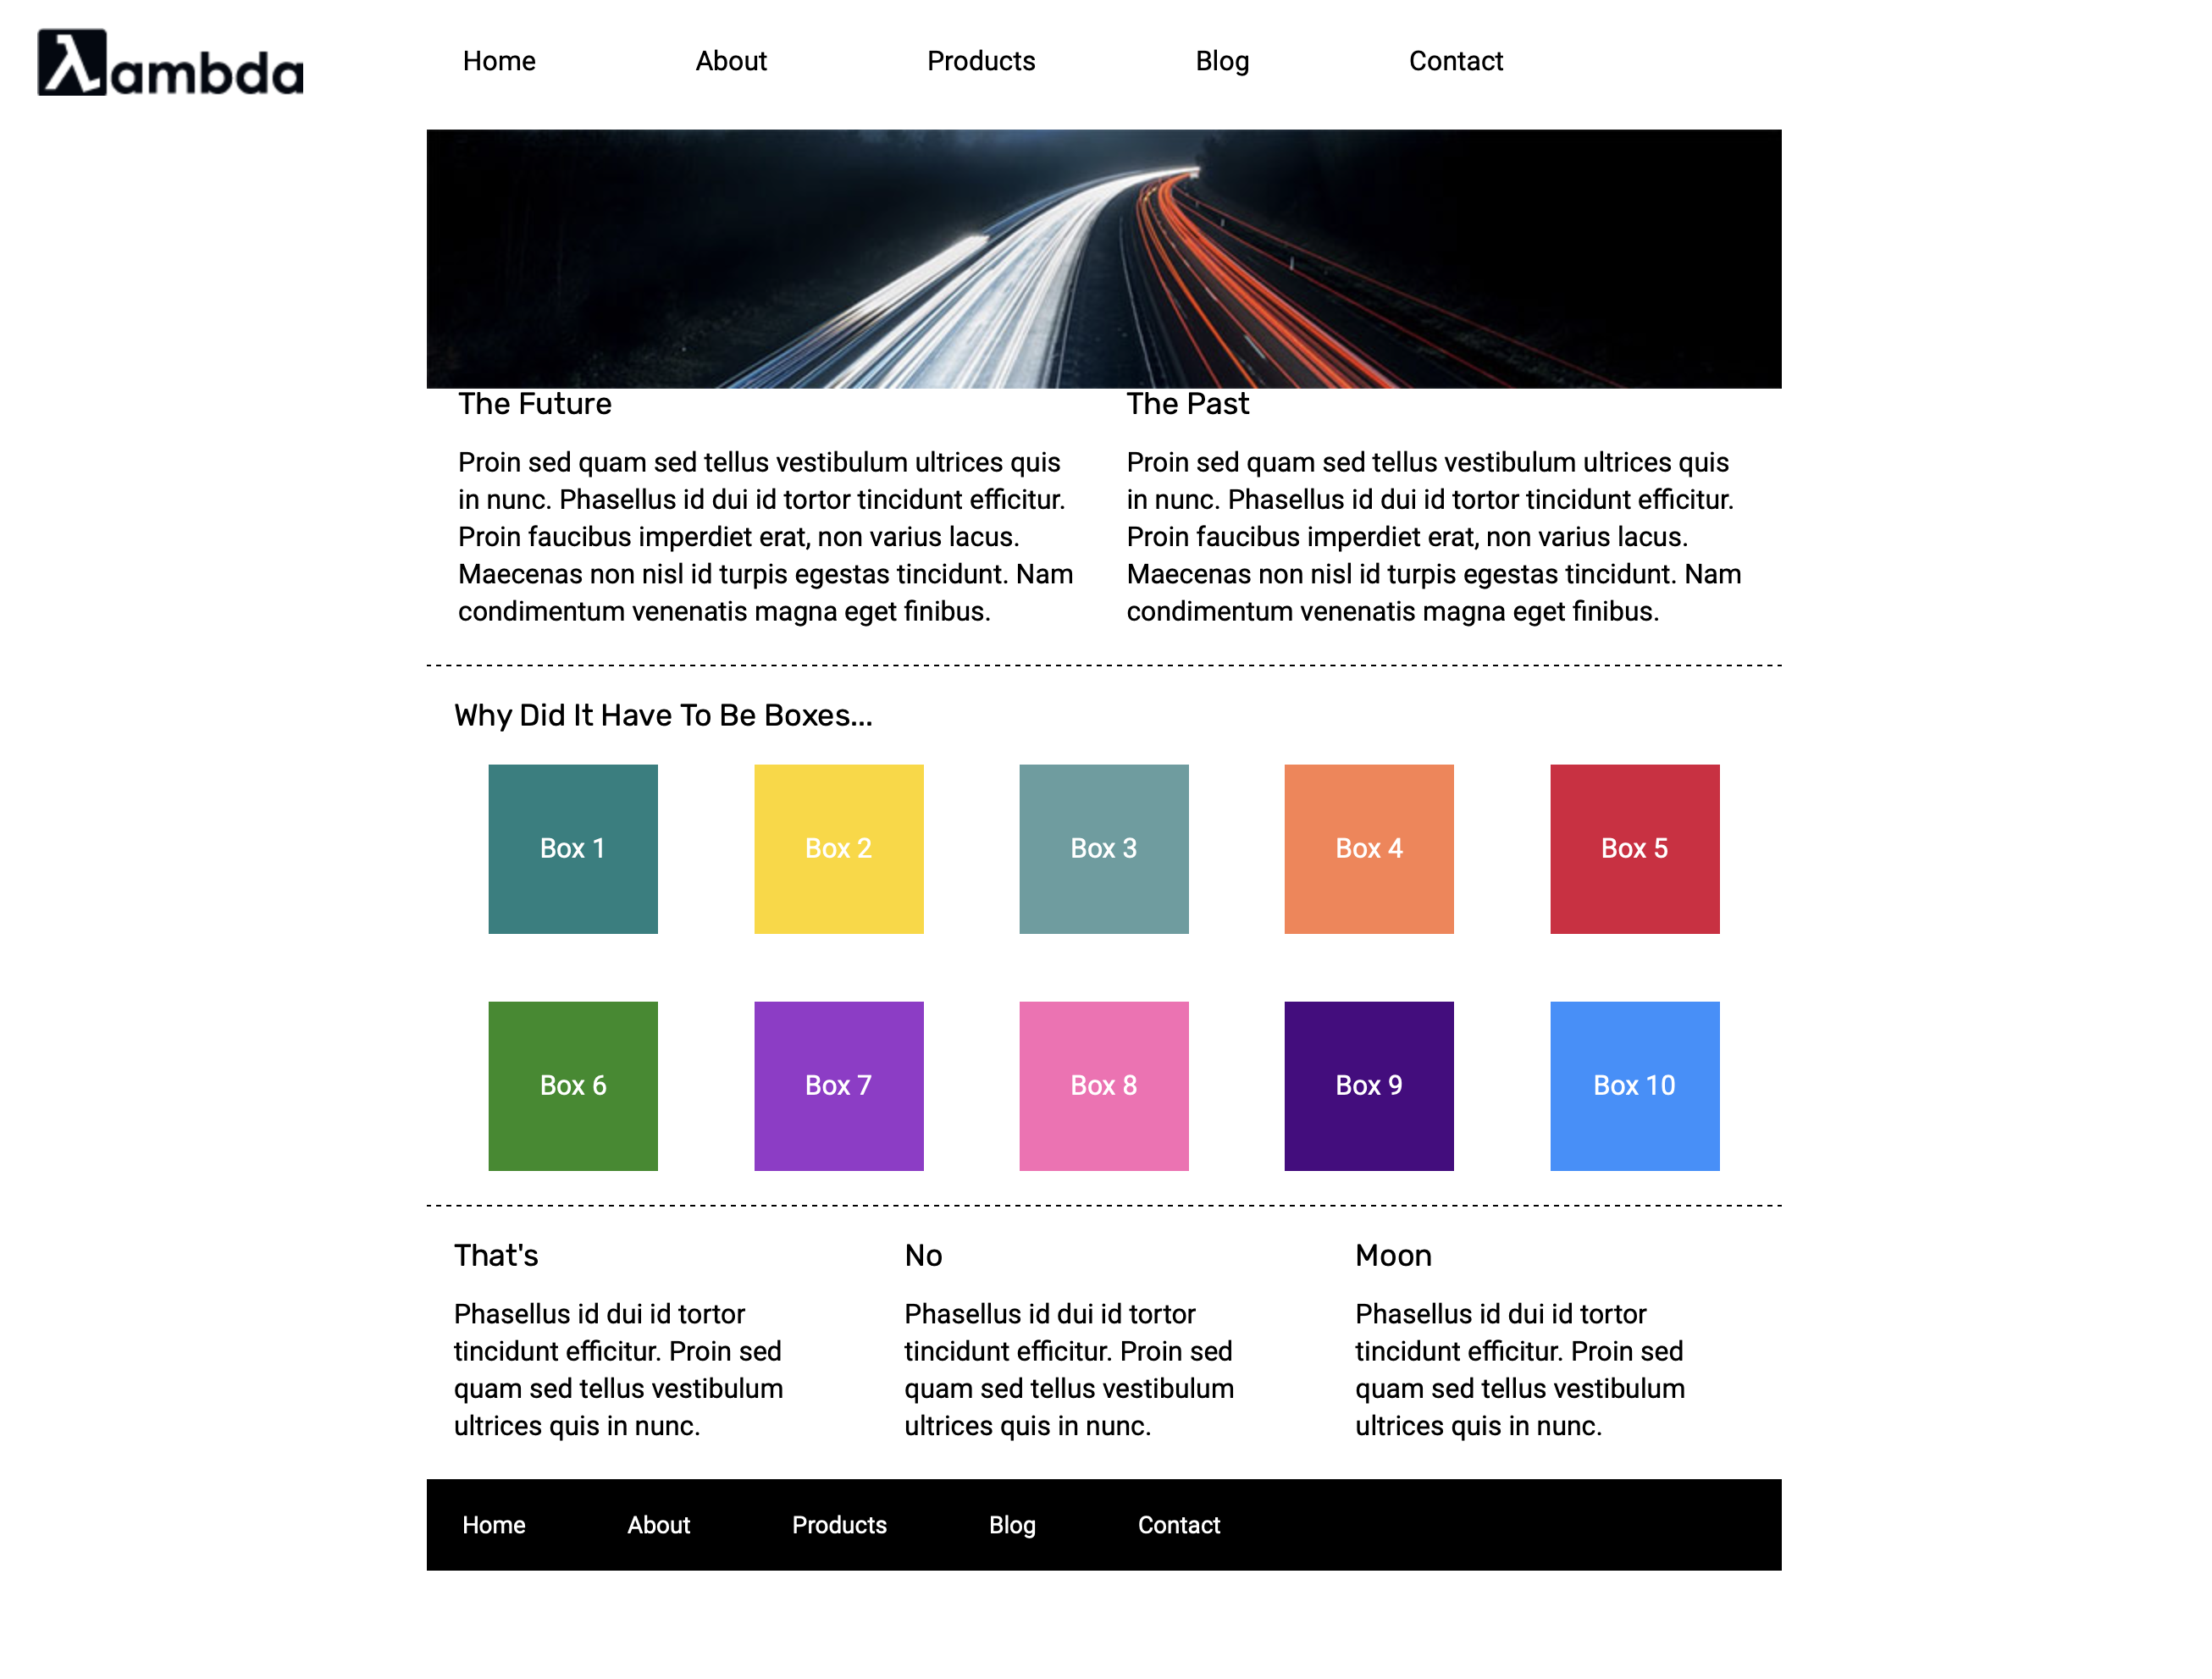 λambda
Home About Products Blog Contact
The Future
Proin sed quam sed tellus vestibulum ultrices quis
in nunc. Phasellus id dui id tortor tincidunt efficitur.
Proin faucibus imperdiet erat, non varius lacus.
Maecenas non nisl id turpis egestas tincidunt. Nam
condimentum venenatis magna eget finibus.
The Past
Proin sed quam sed tellus vestibulum ultrices quis
in nunc. Phasellus id dui id tortor tincidunt efficitur.
Proin faucibus imperdiet erat, non varius lacus.
Maecenas non nisl id turpis egestas tincidunt. Nam
condimentum venenatis magna eget finibus.
Why Did It Have To Be Boxes...
Box 1 Box 2 Box 3 Box 4 Box 5
Box 6 Box 7 Box 8 Box 9 Box 10
That's
Phasellus id dui id tortor
tincidunt efficitur. Proin sed
quam sed tellus vestibulum
ultrices quis in nunc.
No
Phasellus id dui id tortor
tincidunt efficitur. Proin sed
quam sed tellus vestibulum
ultrices quis in nunc.
Moon
Phasellus id dui id tortor
tincidunt efficitur. Proin sed
quam sed tellus vestibulum
ultrices quis in nunc.
Home About Products Blog Contact